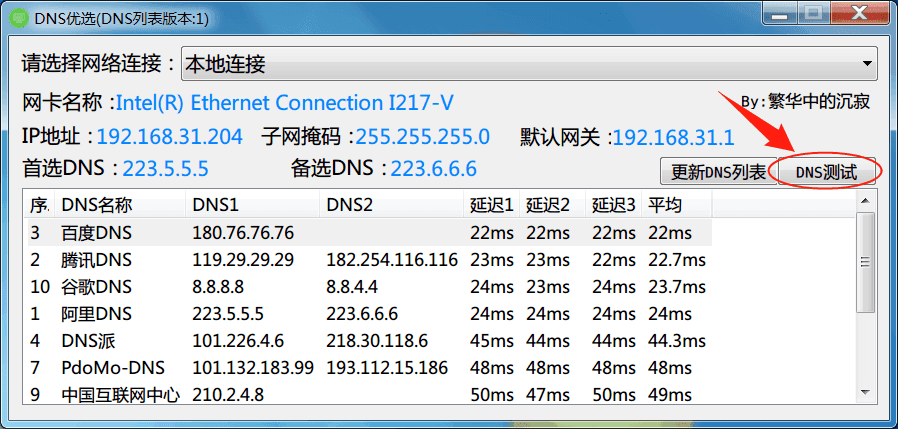 DNS优选(DNS列表版本:1)
请选择网络连接：本地连接
网卡名称：Intel(R) Ethernet Connection I217-V By:繁华中的沉寂
IP地址：192.168.31.204 子网掩码：255.255.255.0 默认网关：192.168.31.1
首选DNS：223.5.5.5 备选DNS：223.6.6.6 更新DNS列表 DNS测试
序. DNS名称 DNS1 DNS2 延迟1 延迟2 延迟3 平均
3 百度DNS 180.76.76.76 22ms 22ms 22ms 22ms
2 腾讯DNS 119.29.29.29 182.254.116.116 23ms 23ms 22ms 22.7ms
10 谷歌DNS 8.8.8.8 8.8.4.4 24ms 23ms 24ms 23.7ms
1 阿里DNS 223.5.5.5 223.6.6.6 24ms 24ms 24ms 24ms
4 DNS派 101.226.4.6 218.30.118.6 45ms 44ms 44ms 44.3ms
7 PdoMo-DNS 101.132.183.99 193.112.15.186 48ms 48ms 48ms 48ms
9 中国互联网中心 210.2.4.8 50ms 47ms 50ms 49ms